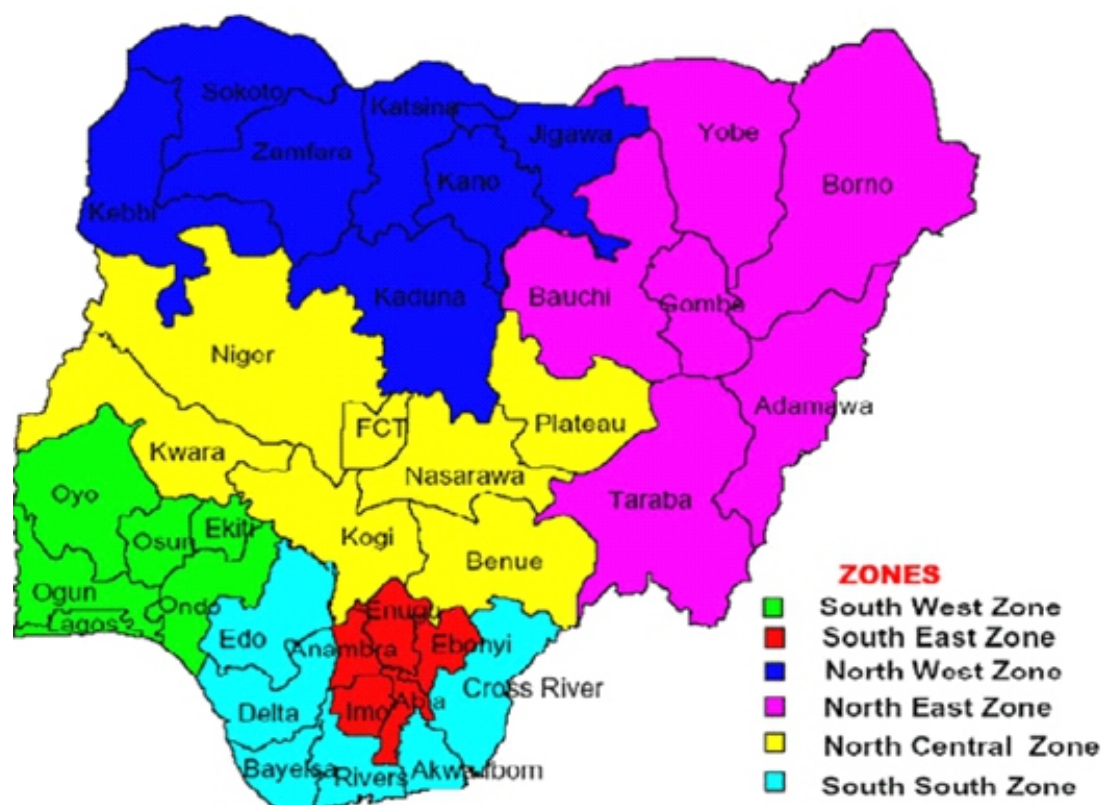 Sokoto
Katsina
Jigawa
Yobe
Zamfara
Kano
Borno
Kebbi
Kaduna
Bauchi
Gombe
Niger
Adamawa
FCT
Plateau
Kwara
Nasarawa
Oyo
Taraba
Osun
Ekiti
Kogi
Benue
Ogun
Ondo
Lagos
Edo
Enugu
Anambra
Ebonyi
Cross River
Delta
Imo
Abia
Bayelsa
Rivers
Akwa Ibom
ZONES
South West Zone
South East Zone
North West Zone
North East Zone
North Central Zone
South South Zone